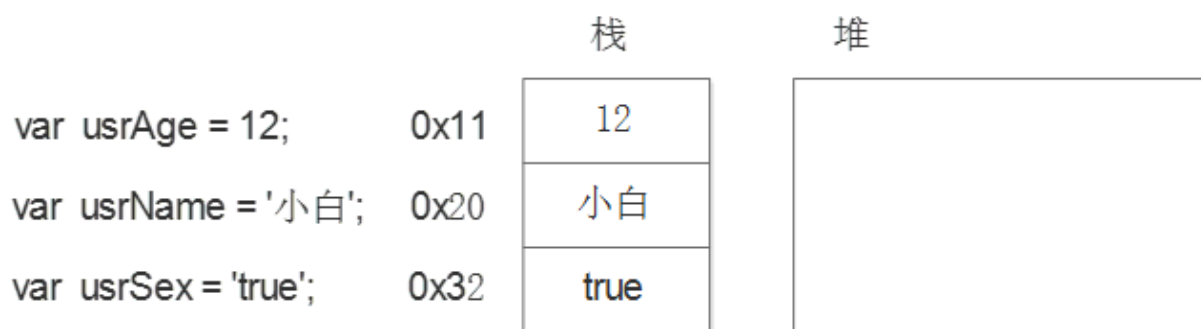 栈 堆
var usrAge = 12; 0x11 12
var usrName = '小白'; 0x20 小白
var usrSex = 'true'; 0x32 true